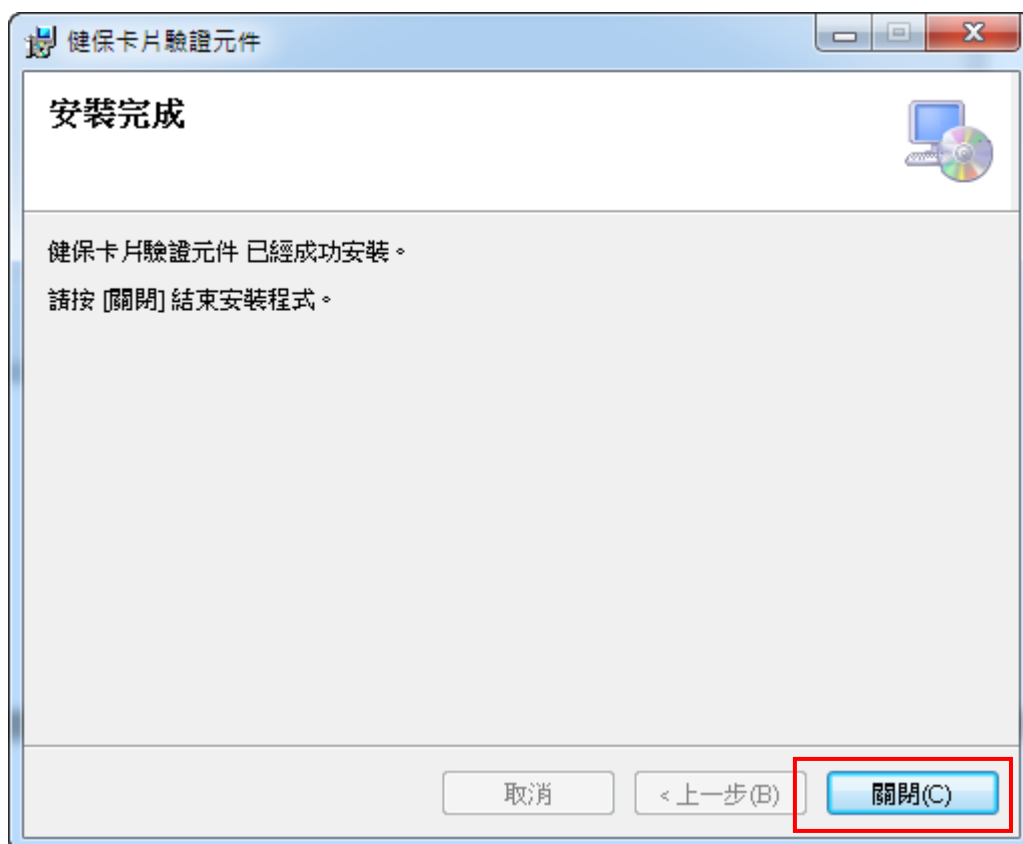 健保卡片驗證元件
安裝完成
健保卡片驗證元件 已經成功安裝。
請按 [關閉] 結束安裝程式。
取消
< 上一步(B)
關閉(C)